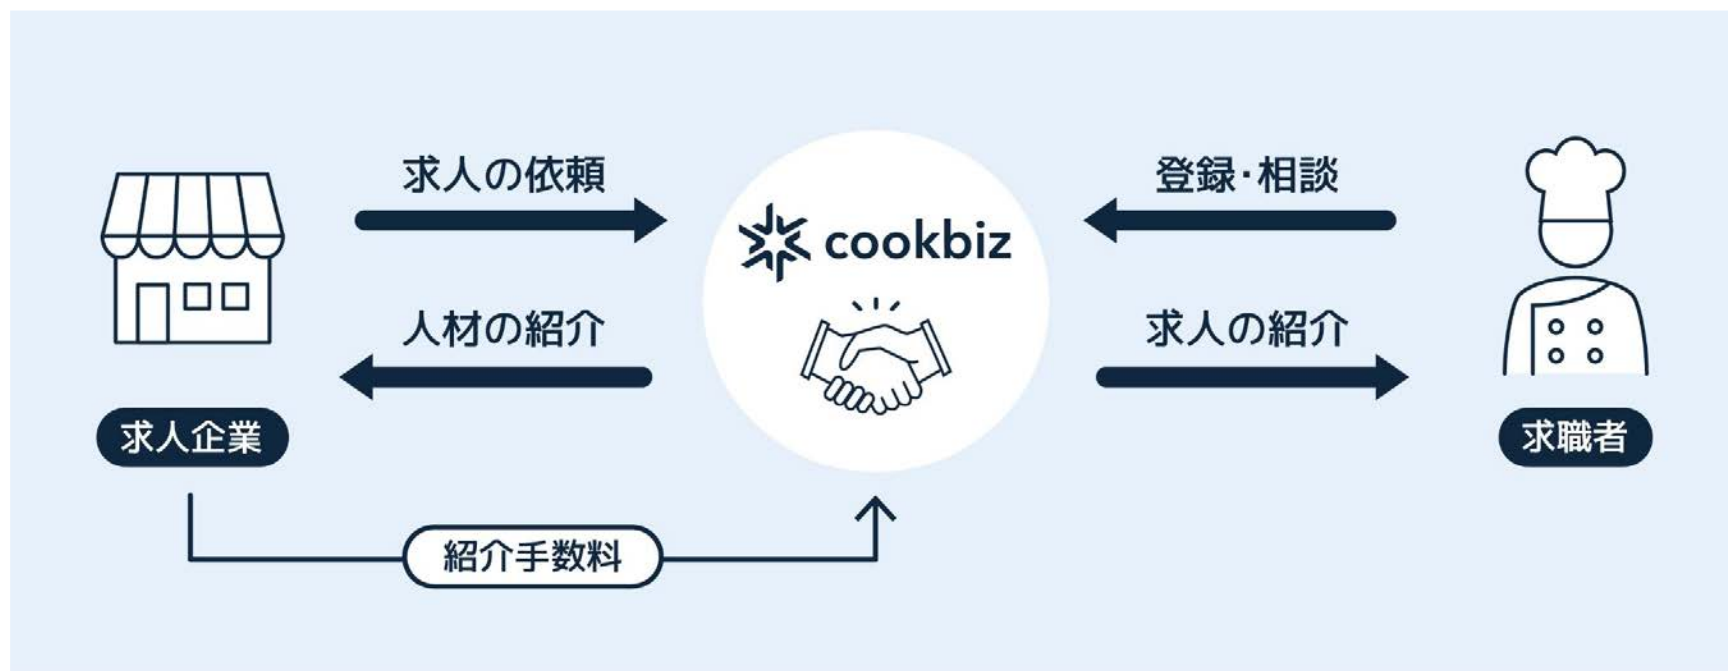 求人の依頼
登録・相談
cookbiz
人材の紹介
求人の紹介
求人企業
求職者
紹介手数料